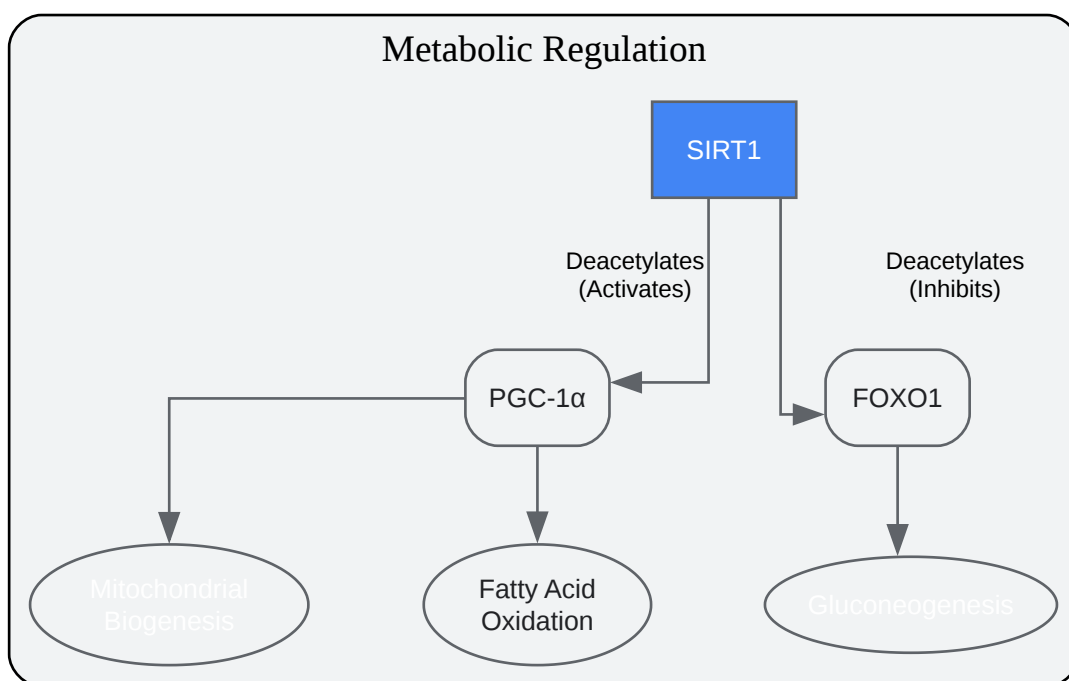 Metabolic Regulation
SIRT1
Deacetylates
(Activates)
Deacetylates
(Inhibits)
PGC-1α
FOXO1
Mitochondrial
Biogenesis
Fatty Acid
Oxidation
Gluconeogenesis